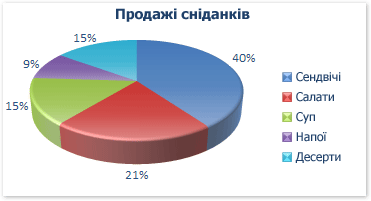 Продажі сніданків
15%
40%
9%
15%
21%
Сендвічі
Салати
Суп
Напої
Десерти